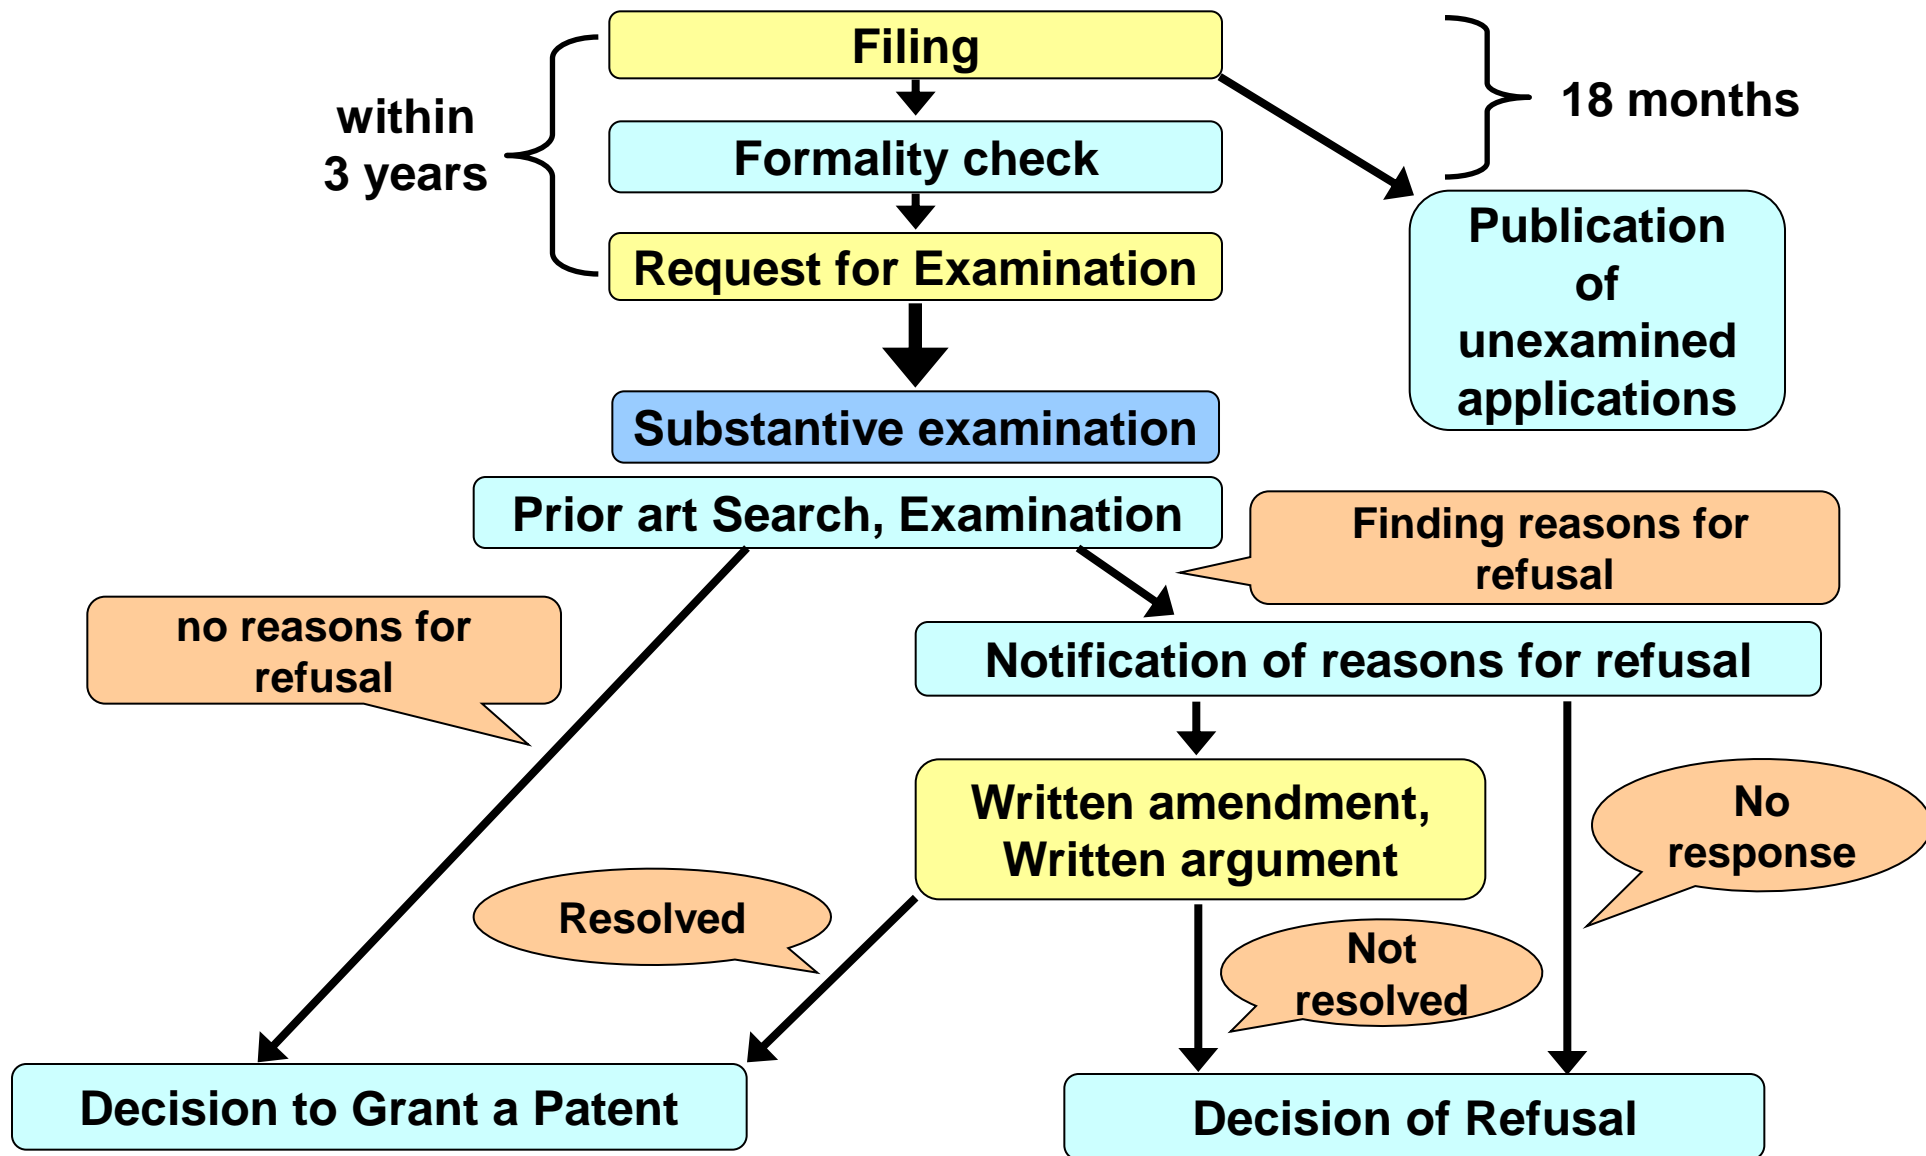 Filing
within
3 years
18 months
Formality check
Request for Examination
Publication
of
unexamined
applications
Substantive examination
Prior art Search, Examination
Finding reasons for
refusal
no reasons for
refusal
Notification of reasons for refusal
Written amendment,
Written argument
No
response
Resolved
Not
resolved
Decision to Grant a Patent
Decision of Refusal